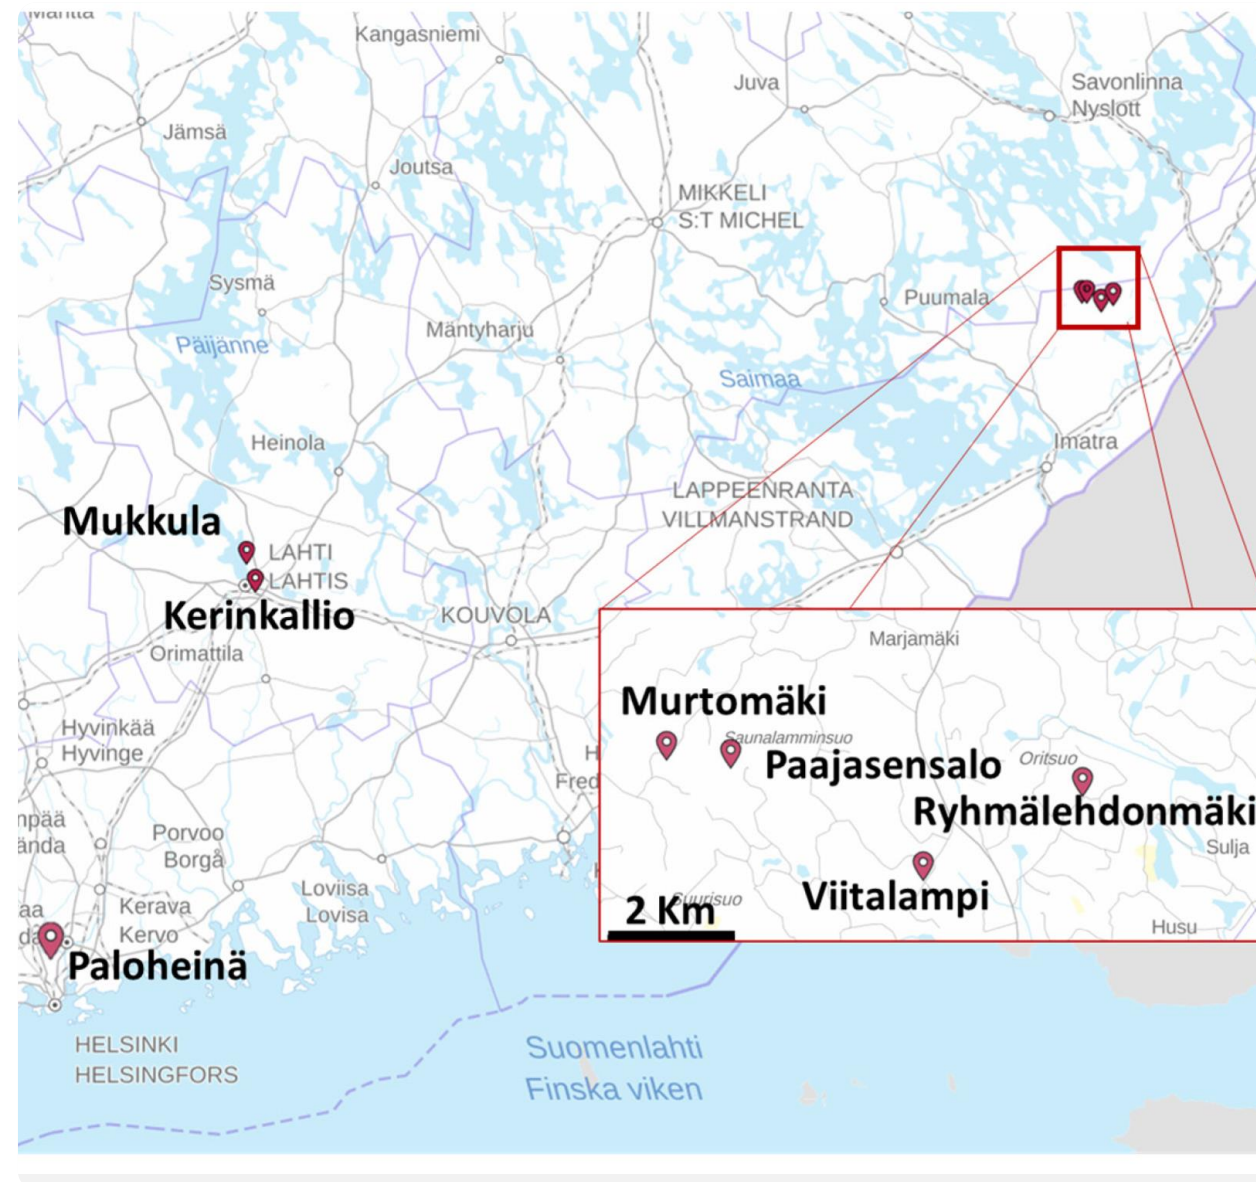 Kangasniemi
Juva
Savonlinna
Nyslott
Jämsä
Joutsa
MIKKELI
S:T MICHEL
Sysmä
Puumala
Päijänne
Mäntyharju
Saimaa
Heinola
Imatra
LAPPEENRANTA
VILLMANSTRAND
Mukkula
LAHTI
LAHTIS
Kerinkallio
KOUVOLA
Orimattila
Marjamäki
Murtomäki
Saunalamminsuo
Paajasensalo
Oritsuo
Ryhmälehdonmäki
Hyvinkää
Hyvinge
Fred
Porvoo
Borgå
Sulja
Loviisa
Lovisa
Viitalampi
Suurisuo
2 Km
Husu
Kerava
Kervo
Paloheinä
HELSINKI
HELSINGFORS
Suomenlahti
Finska viken